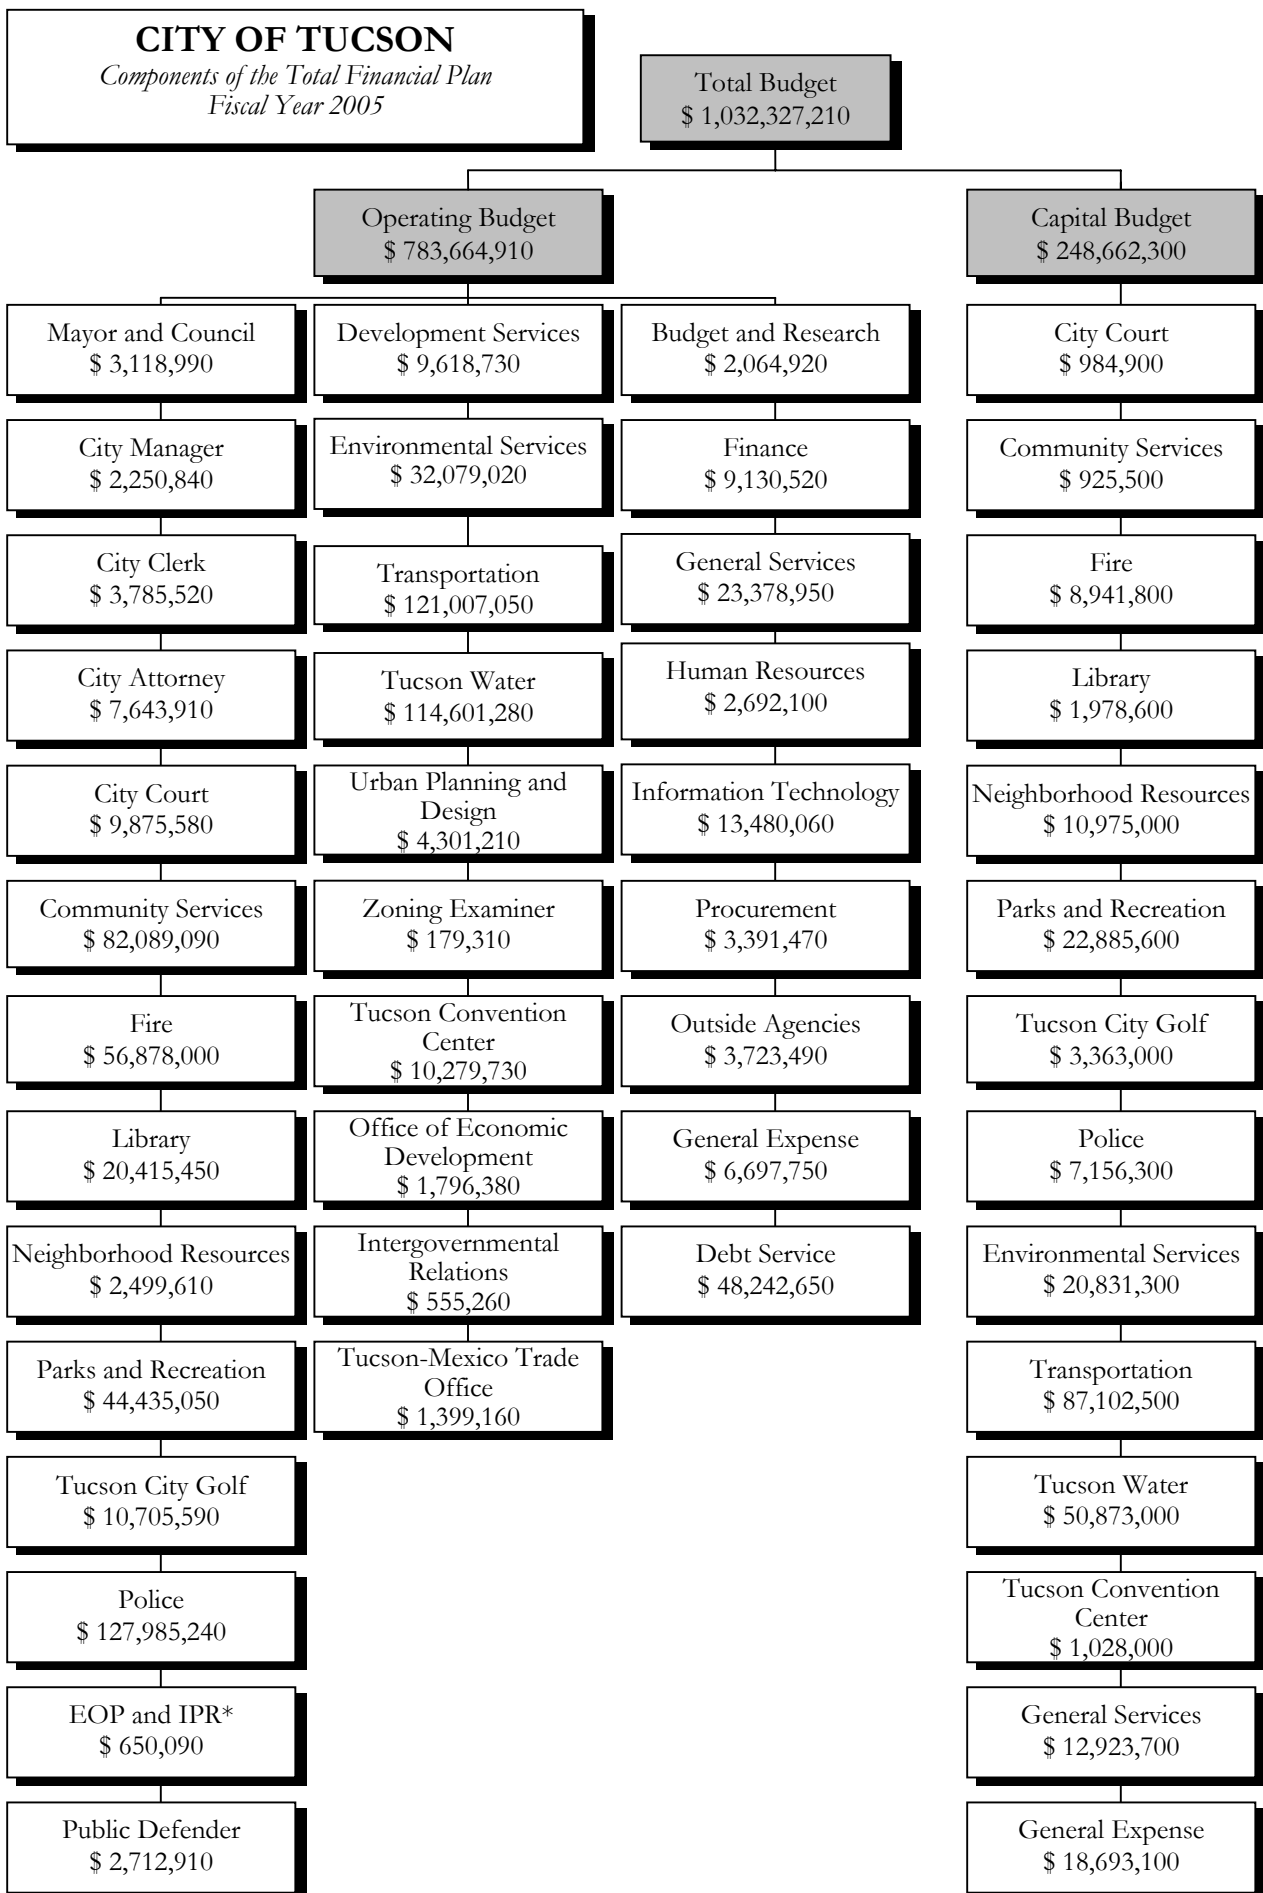 CITY OF TUCSON
Components of the Total Financial Plan
Fiscal Year 2005
Total Budget
$ 1,032,327,210
Operating Budget
$ 783,664,910
Capital Budget
$ 248,662,300
Mayor and Council
$ 3,118,990
City Manager
$ 2,250,840
City Clerk
$ 3,785,520
City Attorney
$ 7,643,910
City Court
$ 9,875,580
Community Services
$ 82,089,090
Fire
$ 56,878,000
Library
$ 20,415,450
Neighborhood Resources
$ 2,499,610
Parks and Recreation
$ 44,435,050
Tucson City Golf
$ 10,705,590
Police
$ 127,985,240
EOP and IPR*
$ 650,090
Public Defender
$ 2,712,910
Development Services
$ 9,618,730
Environmental Services
$ 32,079,020
Transportation
$ 121,007,050
Tucson Water
$ 114,601,280
Urban Planning and
Design
$ 4,301,210
Zoning Examiner
$ 179,310
Tucson Convention
Center
$ 10,279,730
Office of Economic
Development
$ 1,796,380
Intergovernmental
Relations
$ 555,260
Tucson-Mexico Trade
Office
$ 1,399,160
Budget and Research
$ 2,064,920
Finance
$ 9,130,520
General Services
$ 23,378,950
Human Resources
$ 2,692,100
Information Technology
$ 13,480,060
Procurement
$ 3,391,470
Outside Agencies
$ 3,723,490
General Expense
$ 6,697,750
Debt Service
$ 48,242,650
City Court
$ 984,900
Community Services
$ 925,500
Fire
$ 8,941,800
Library
$ 1,978,600
Neighborhood Resources
$ 10,975,000
Parks and Recreation
$ 22,885,600
Tucson City Golf
$ 3,363,000
Police
$ 7,156,300
Environmental Services
$ 20,831,300
Transportation
$ 87,102,500
Tucson Water
$ 50,873,000
Tucson Convention
Center
$ 1,028,000
General Services
$ 12,923,700
General Expense
$ 18,693,100